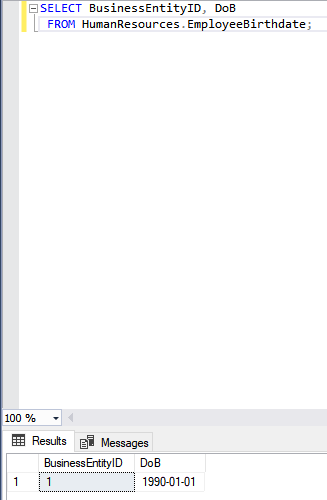 SELECT BusinessEntityID, DoB
FROM HumanResources.EmployeeBirthdate;
100 %
Results Messages
BusinessEntityID DoB
1 1 1990-01-01